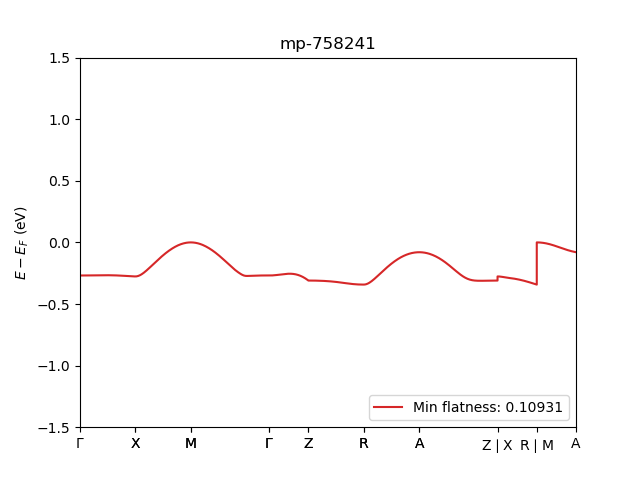 mp-758241
E − E_F (eV)
1.5
1.0
0.5
0.0
−0.5
−1.0
−1.5
Min flatness: 0.10931
Γ X M Γ Z R A Z | X R | M A